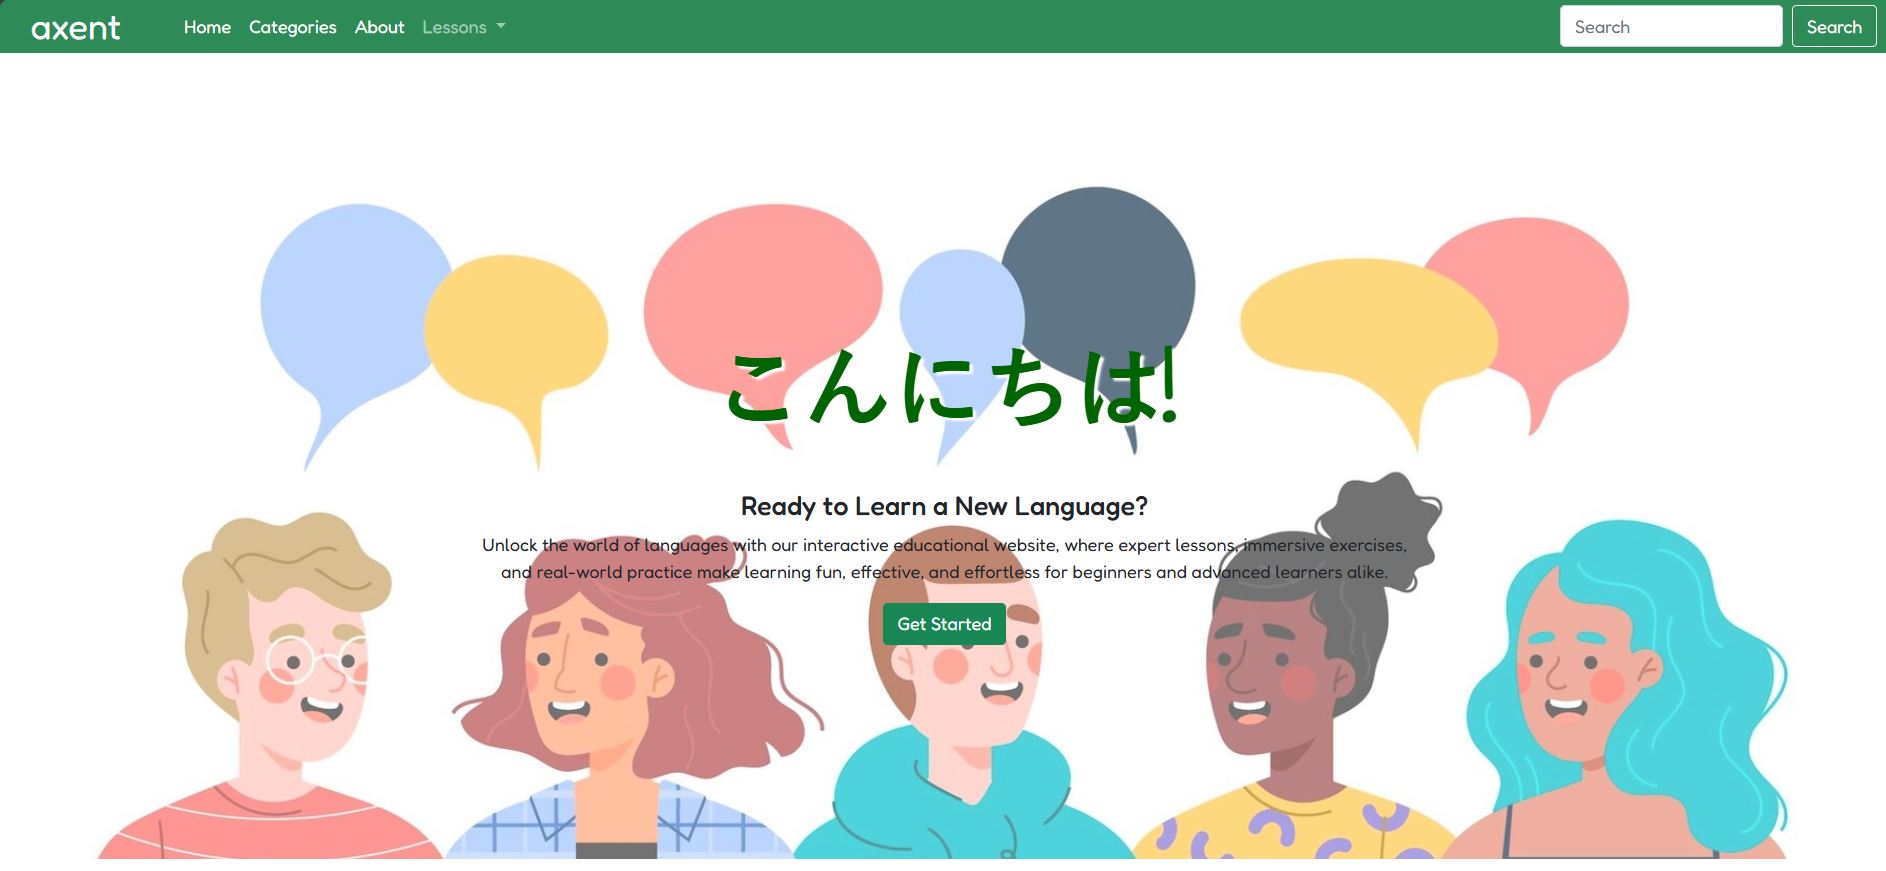 axent
Home
Categories
About
Lessons
Search
Search
こんにちは!
Ready to Learn a New Language?
Unlock the world of languages with our interactive educational website, where expert lessons, immersive exercises,
and real-world practice make learning fun, effective, and effortless for beginners and advanced learners alike.
Get Started